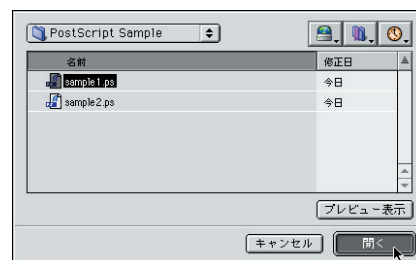 PostScript Sample
名前 修正日
sample1.ps 今日
sample2.ps 今日
プレビュー表示
キャンセル 開く